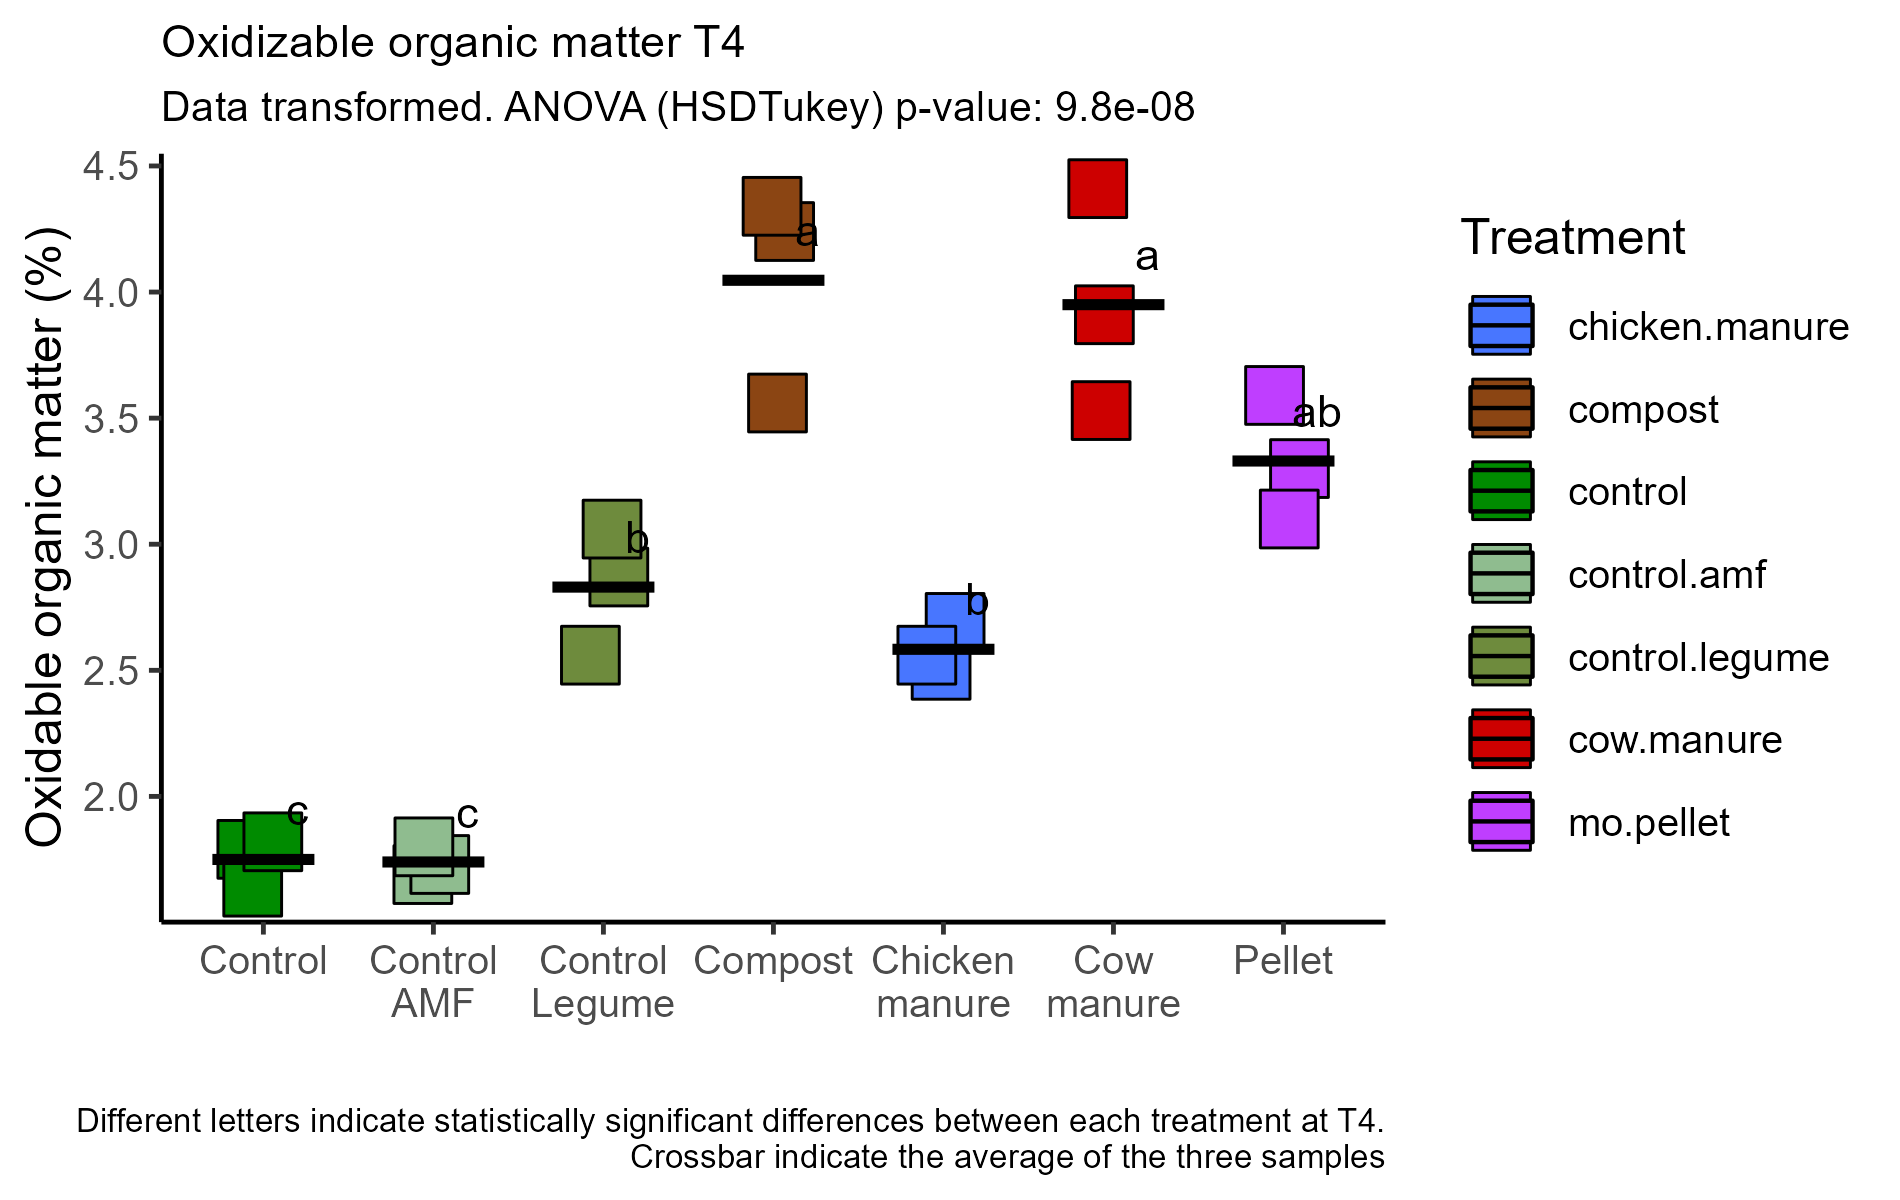 Oxidizable organic matter T4
Data transformed. ANOVA (HSDTukey) p-value: 9.8e-08
Oxidable organic matter (%)
4.5
4.0
3.5
3.0
2.5
2.0
c
c
b
a
b
a
ab
Control
Control
AMF
Control
Legume
Compost
Chicken
manure
Cow
manure
Pellet
Treatment
chicken.manure
compost
control
control.amf
control.legume
cow.manure
mo.pellet
Different letters indicate statistically significant differences between each treatment at T4.
Crossbar indicate the average of the three samples